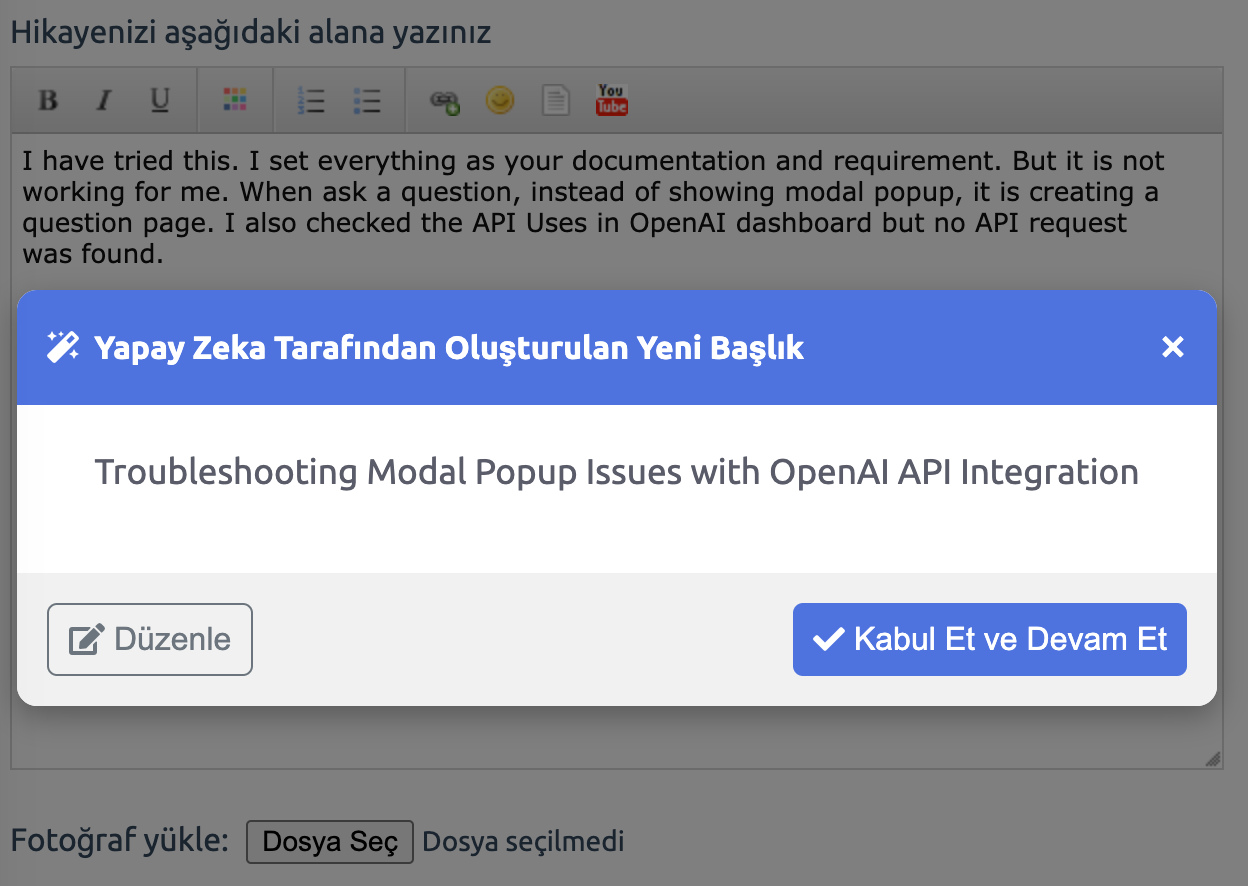 Hikayenizi aşağıdaki alana yazınız
B I U You Tube
I have tried this. I set everything as your documentation and requirement. But it is not
working for me. When ask a question, instead of showing modal popup, it is creating a
question page. I also checked the API Uses in OpenAI dashboard but no API request
was found.
Yapay Zeka Tarafından Oluşturulan Yeni Başlık
Troubleshooting Modal Popup Issues with OpenAI API Integration
Düzenle
Kabul Et ve Devam Et
Fotoğraf yükle: Dosya Seç Dosya seçilmedi